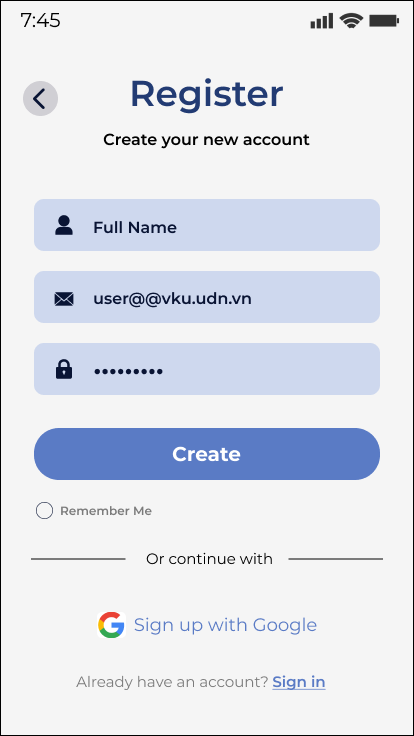 7:45
Register
Create your new account
Full Name
user@@vku.udn.vn
•••••••••
Create
Remember Me
Or continue with
Sign up with Google
Already have an account? Sign in